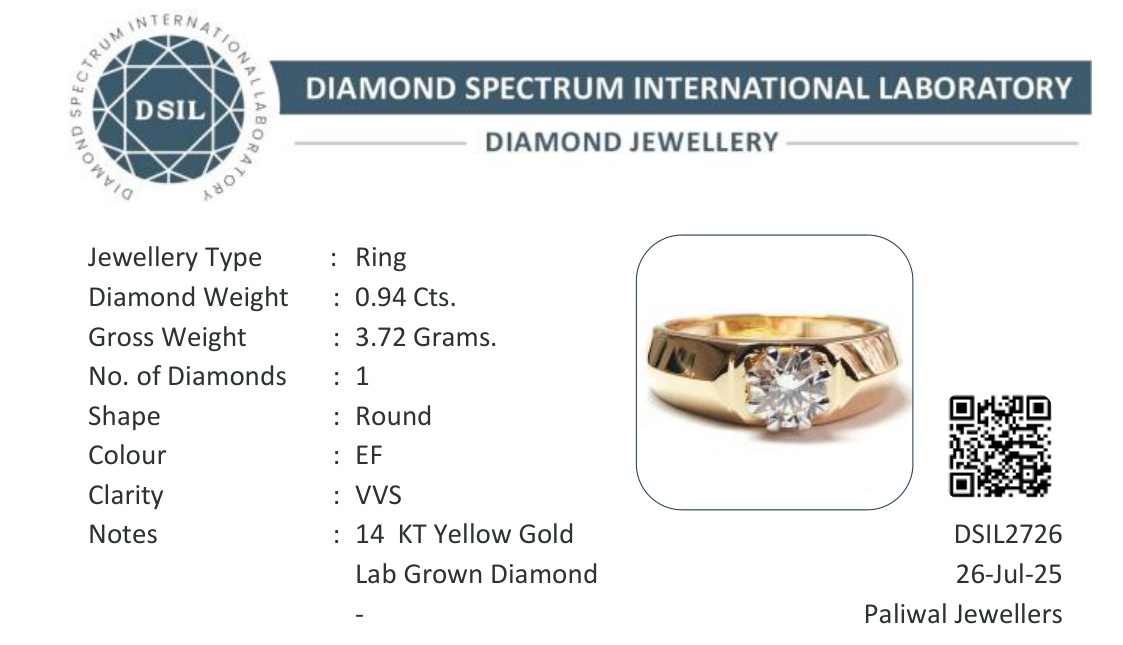 DIAMOND SPECTRUM INTERNATIONAL LABORATORY
DSIL
DIAMOND SPECTRUM INTERNATIONAL LABORATORY
DIAMOND JEWELLERY
Jewellery Type : Ring
Diamond Weight : 0.94 Cts.
Gross Weight : 3.72 Grams.
No. of Diamonds : 1
Shape : Round
Colour : EF
Clarity : VVS
Notes : 14 KT Yellow Gold
Lab Grown Diamond
-
DSIL2726
26-Jul-25
Paliwal Jewellers